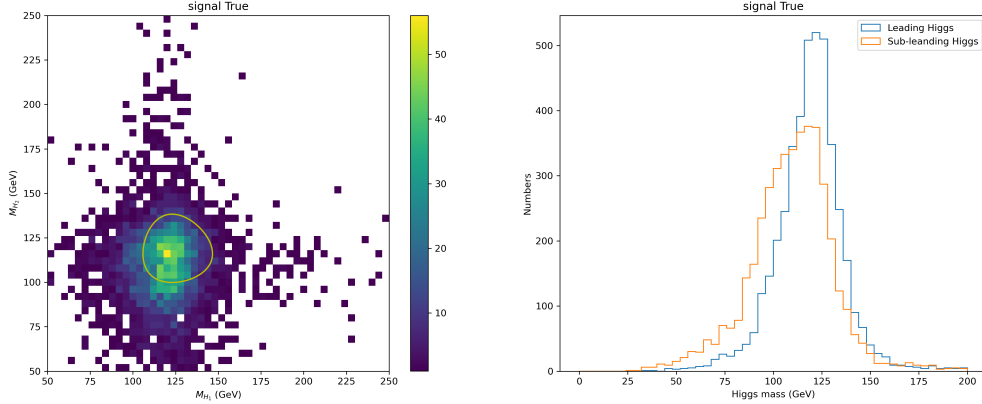 signal True
250
225
200
175
150
125
100
75
50
M_{H_2} (GeV)
50 75 100 125 150 175 200 225 250
M_{H_1} (GeV)
50
40
30
20
10
signal True
Leading Higgs
Sub-leanding Higgs
500
400
300
200
100
0
Numbers
0 25 50 75 100 125 150 175 200
Higgs mass (GeV)